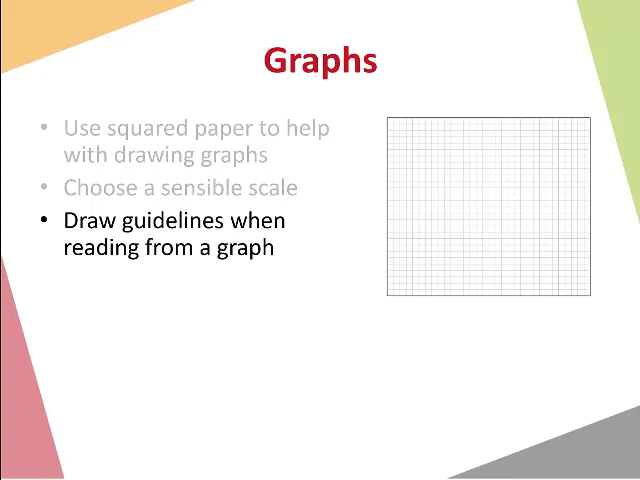 Graphs
• Use squared paper to help
with drawing graphs
• Choose a sensible scale
• Draw guidelines when
reading from a graph